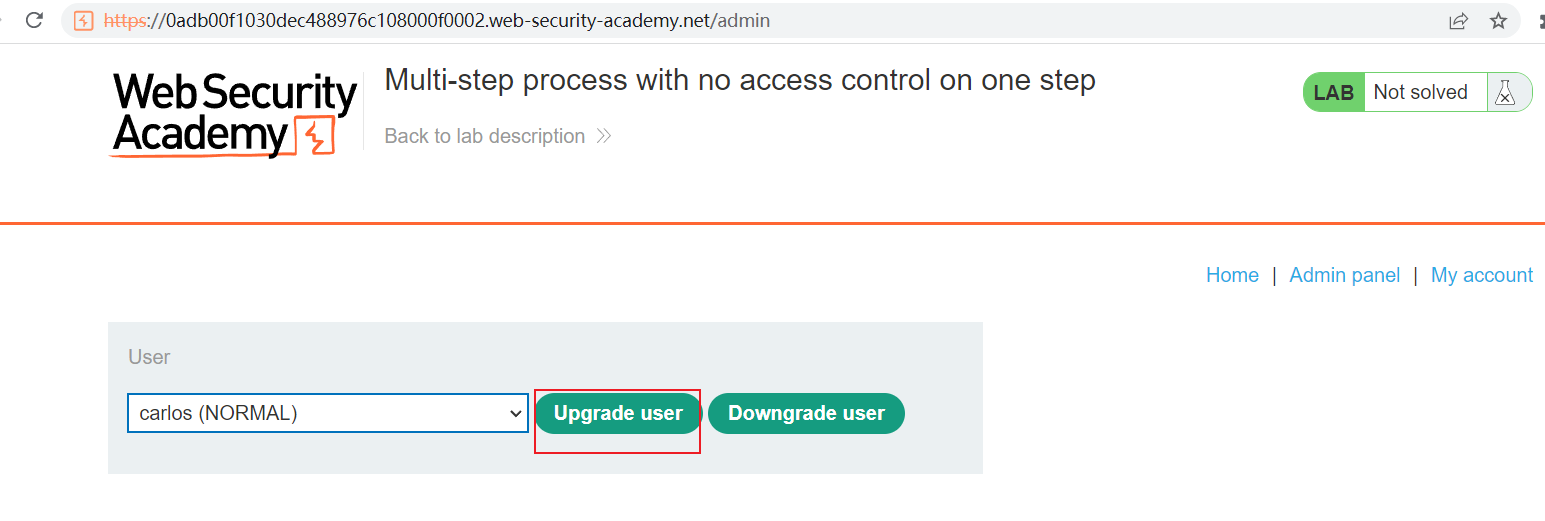 https://0adb00f1030dec488976c108000f0002.web-security-academy.net/admin
Web Security
Academy
Multi-step process with no access control on one step
Back to lab description
LAB Not solved
Home | Admin panel | My account
User
carlos (NORMAL)
Upgrade user
Downgrade user